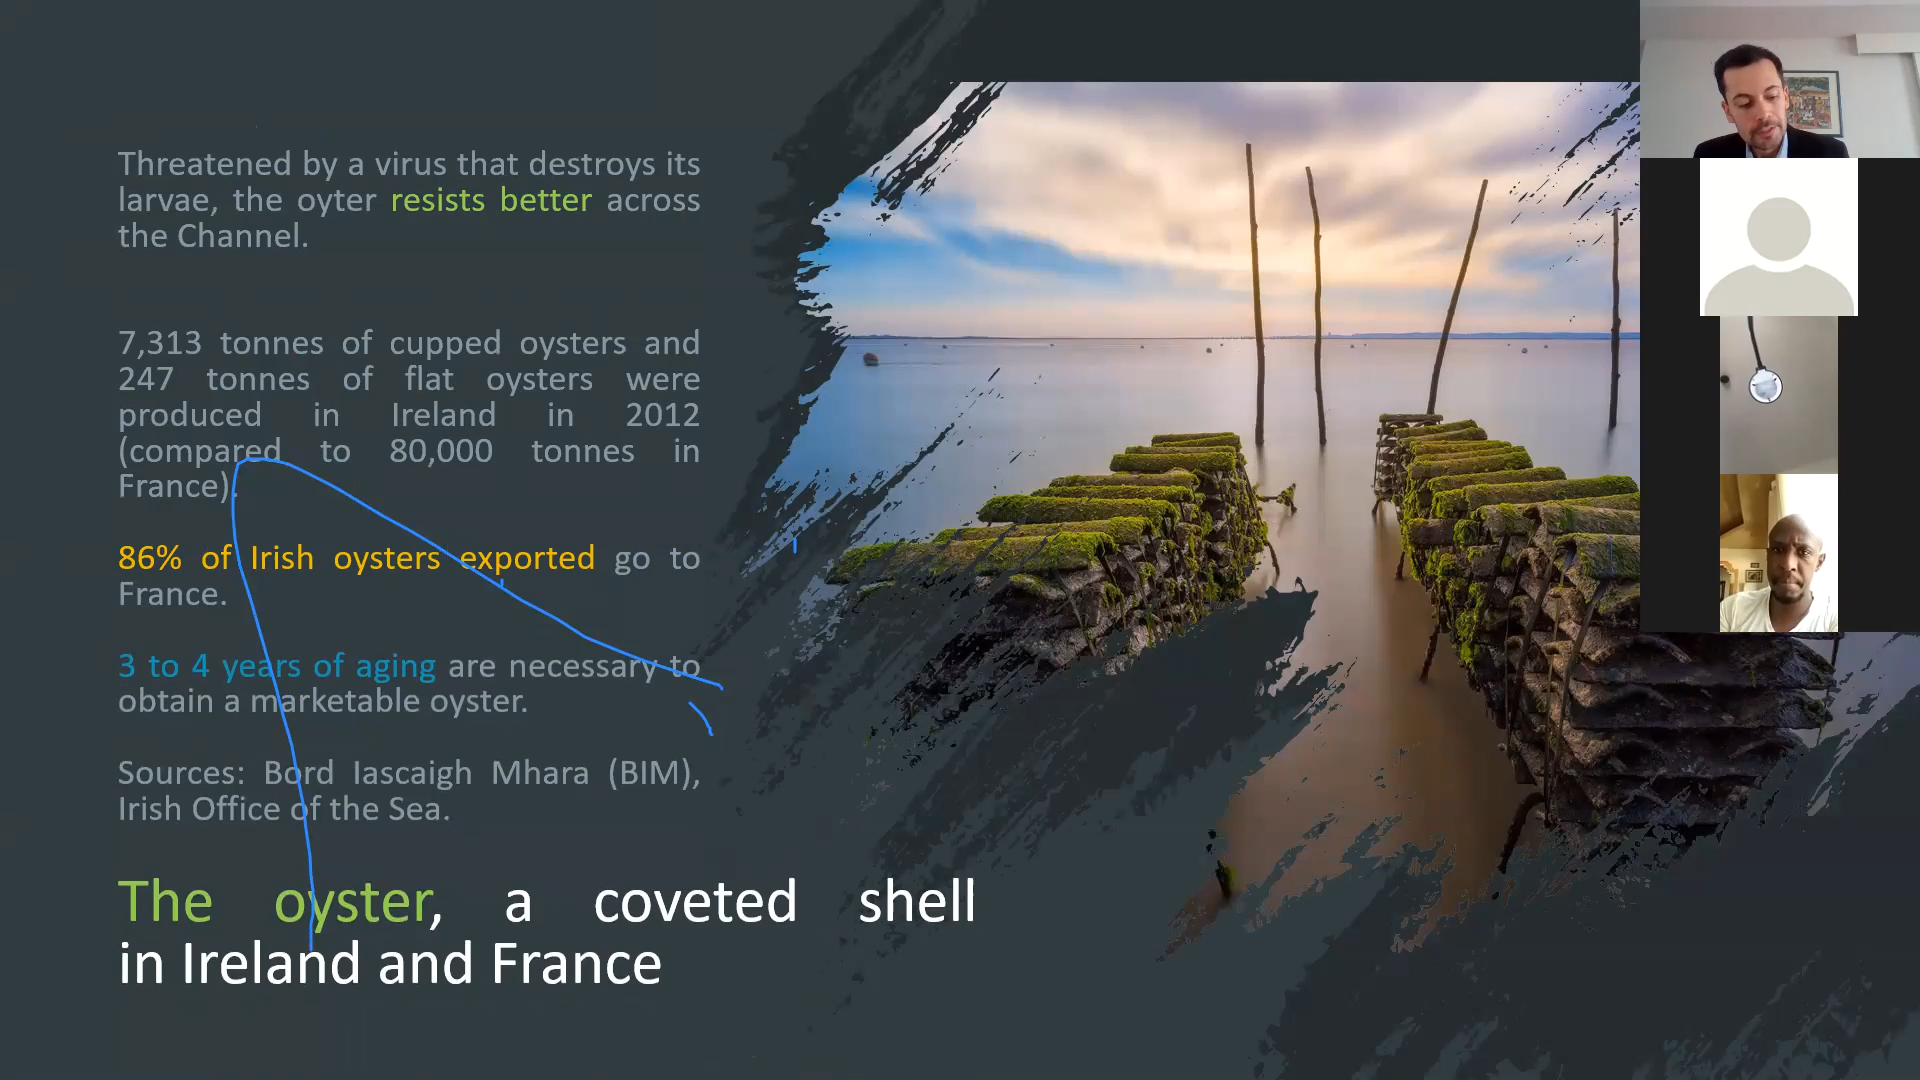 Threatened by a virus that destroys its
larvae, the oyter resists better across
the Channel.
7,313 tonnes of cupped oysters and
247 tonnes of flat oysters were
produced in Ireland in 2012
(compared to 80,000 tonnes in
France).
86% of Irish oysters exported go to
France.
3 to 4 years of aging are necessary to
obtain a marketable oyster.
Sources: Bord Iascaigh Mhara (BIM),
Irish Office of the Sea.
The oyster, a coveted shell
in Ireland and France